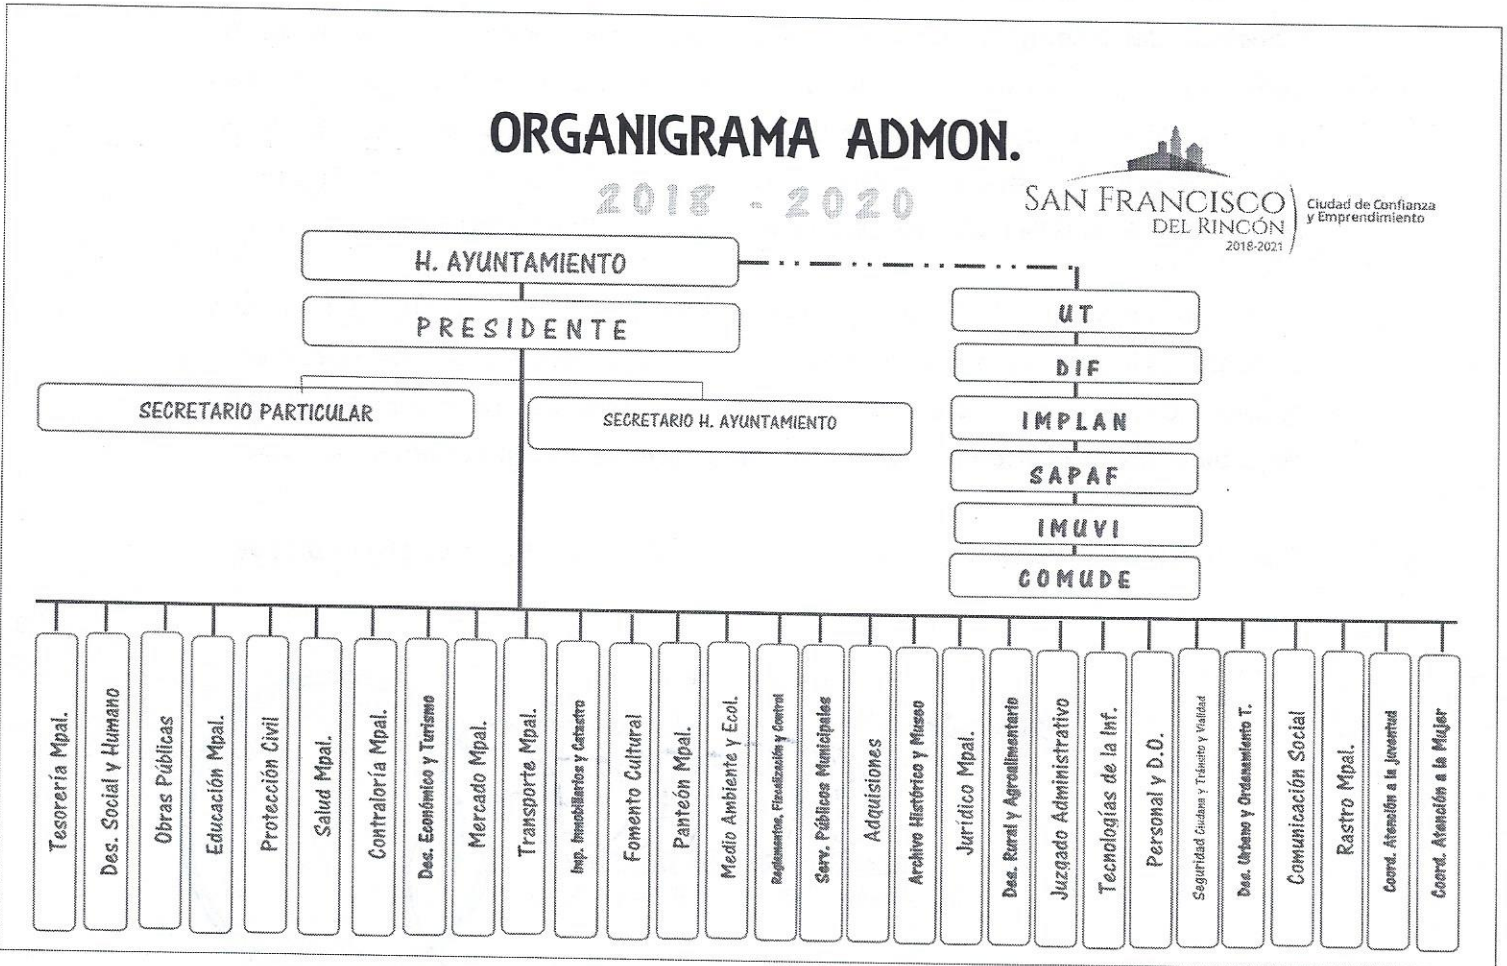 ORGANIGRAMA ADMON.
2018 - 2020
SAN FRANCISCO
DEL RINCÓN
2018-2021
Ciudad de Confianza
y Emprendimiento
H. AYUNTAMIENTO
PRESIDENTE
SECRETARIO PARTICULAR
SECRETARIO H. AYUNTAMIENTO
UT
DIF
IMPLAN
SAPAF
IMUVI
COMUDE
Tesorería Mpal.
Des. Social y Humano
Obras Públicas
Educación Mpal.
Protección Civil
Salud Mpal.
Contraloría Mpal.
Des. Económico y Turismo
Mercado Mpal.
Transporte Mpal.
Imp. Inmobiliarios y Catastro
Fomento Cultural
Panteón Mpal.
Medio Ambiente y Ecol.
Reglamentos, Fizcalización y Control
Serv. Públicos Municipales
Adquisiones
Archivo Histórico y Museo
Jurídico Mpal.
Des. Rural y Agroalimentario
Juzgado Administrativo
Tecnologías de la Inf.
Personal y D.O.
Seguridad Ciudana y Tránsito y Vialidad
Des. Urbano y Ordenamiento T.
Comunicación Social
Rastro Mpal.
Coord. Atención a la juventud
Coord. Atención a la Mujer